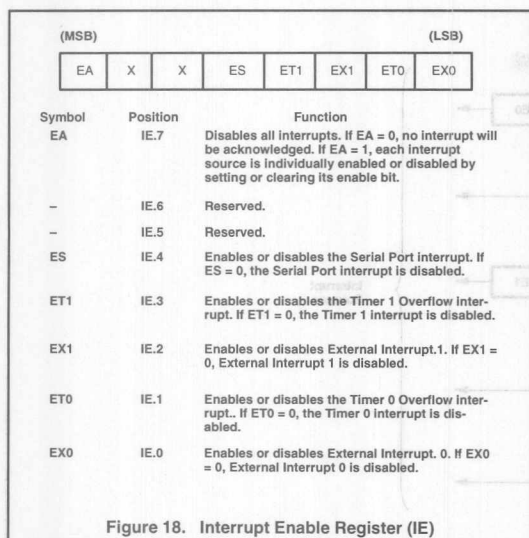 (MSB) (LSB)
EA X X ES ET1 EX1 ET0 EX0
Symbol Position Function
EA IE.7 Disables all interrupts. If EA = 0, no interrupt will
be acknowledged. If EA = 1, each interrupt
source is individually enabled or disabled by
setting or clearing its enable bit.
– IE.6 Reserved.
– IE.5 Reserved.
ES IE.4 Enables or disables the Serial Port interrupt. If
ES = 0, the Serial Port interrupt is disabled.
ET1 IE.3 Enables or disables the Timer 1 Overflow inter-
rupt. If ET1 = 0, the Timer 1 interrupt is disabled.
EX1 IE.2 Enables or disables External Interrupt.1. If EX1 =
0, External Interrupt 1 is disabled.
ET0 IE.1 Enables or disables the Timer 0 Overflow inter-
rupt.. If ET0 = 0, the Timer 0 interrupt is dis-
abled.
EX0 IE.0 Enables or disables External Interrupt. 0. If EX0
= 0, External Interrupt 0 is disabled.
Figure 18. Interrupt Enable Register (IE)